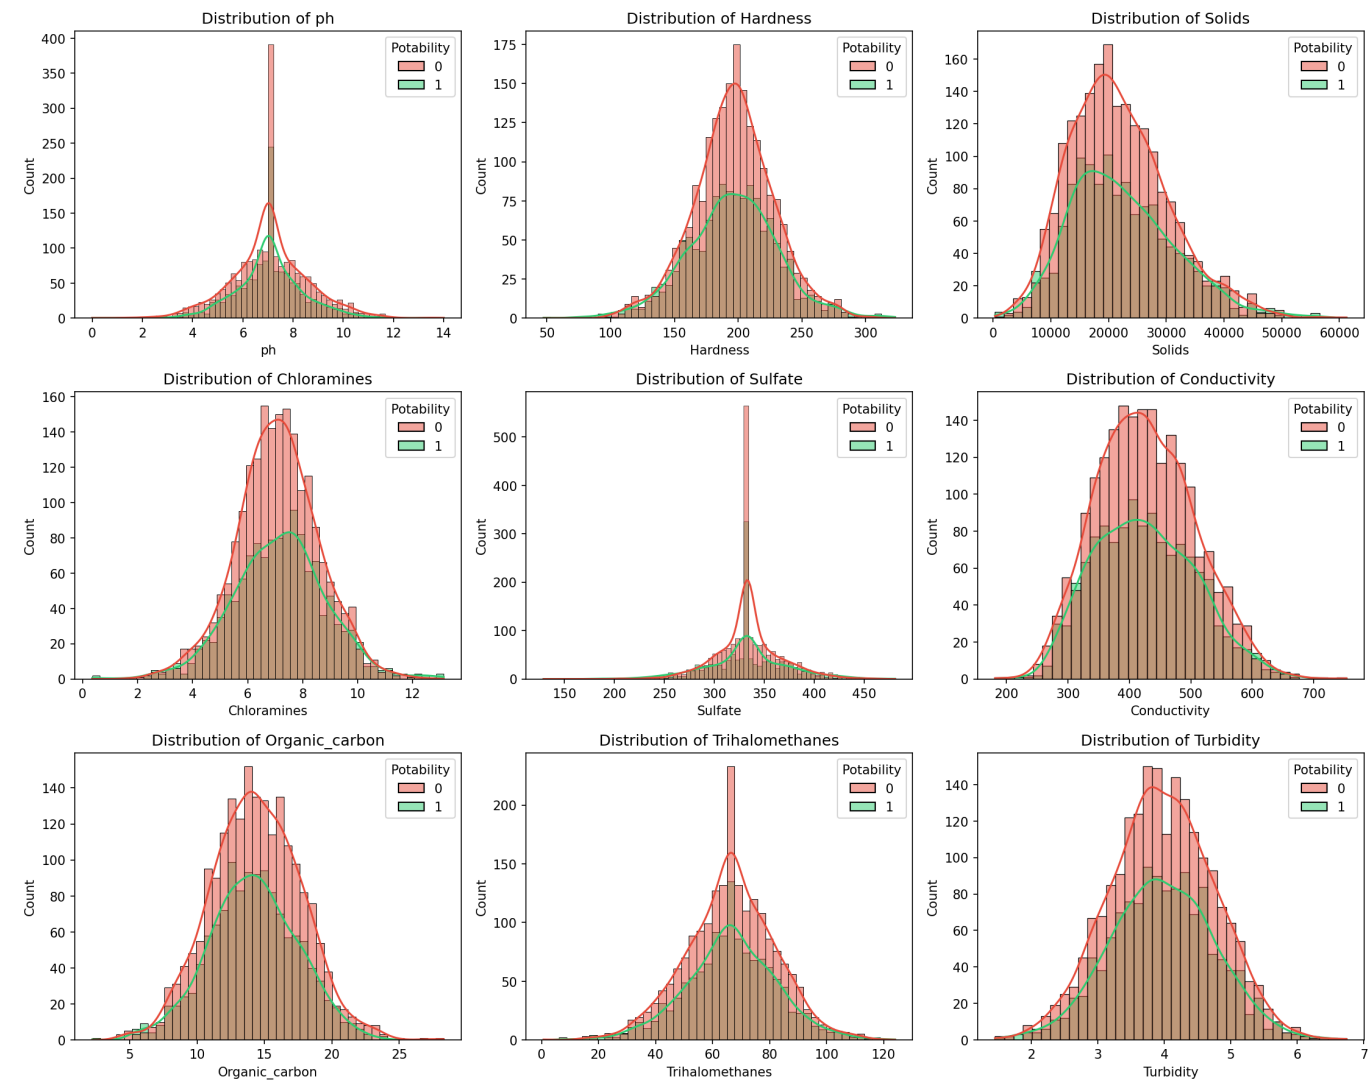 Distribution of ph
Distribution of Hardness
Distribution of Solids
400
350
300
250
200
150
100
50
0
Count
0 2 4 6 8 10 12 14
ph
Potability
0
1
175
150
125
100
75
50
25
0
Count
50 100 150 200 250 300
Hardness
Potability
0
1
160
140
120
100
80
60
40
20
0
Count
0 10000 20000 30000 40000 50000 60000
Solids
Potability
0
1
Distribution of Chloramines
Distribution of Sulfate
Distribution of Conductivity
160
140
120
100
80
60
40
20
0
Count
0 2 4 6 8 10 12
Chloramines
Potability
0
1
500
400
300
200
100
0
Count
150 200 250 300 350 400 450
Sulfate
Potability
0
1
140
120
100
80
60
40
20
0
Count
200 300 400 500 600 700
Conductivity
Potability
0
1
Distribution of Organic_carbon
Distribution of Trihalomethanes
Distribution of Turbidity
140
120
100
80
60
40
20
0
Count
5 10 15 20 25
Organic_carbon
Potability
0
1
200
150
100
50
0
Count
0 20 40 60 80 100 120
Trihalomethanes
Potability
0
1
140
120
100
80
60
40
20
0
Count
2 3 4 5 6 7
Turbidity
Potability
0
1